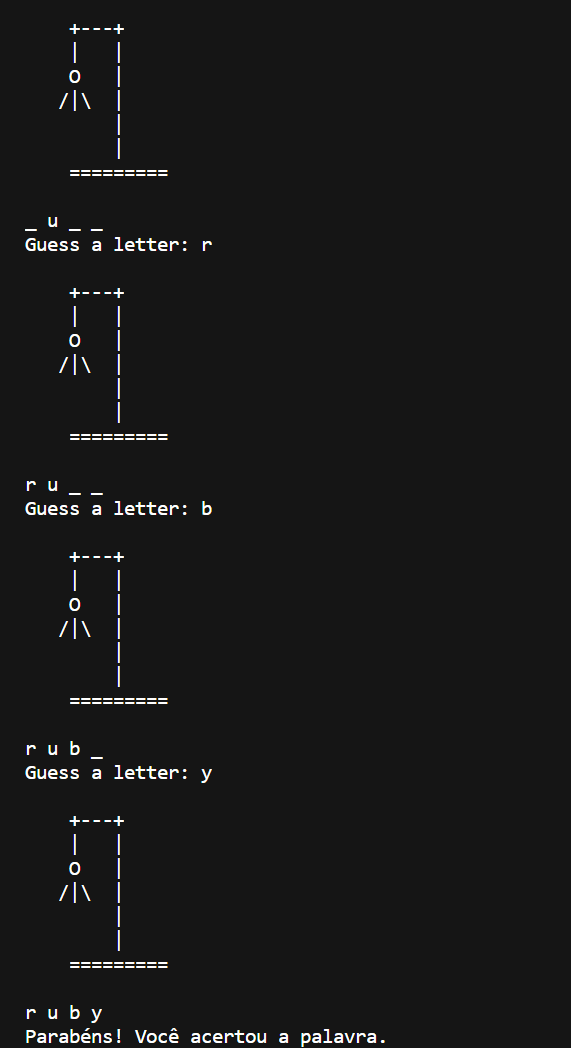 +---+
    |   |
    O   |
   /|\  |
        |
        |
    =========
_ u _ _
Guess a letter: r
    +---+
    |   |
    O   |
   /|\  |
        |
        |
    =========
r u _ _
Guess a letter: b
    +---+
    |   |
    O   |
   /|\  |
        |
        |
    =========
r u b _
Guess a letter: y
    +---+
    |   |
    O   |
   /|\  |
        |
        |
    =========
r u b y
Parabéns! Você acertou a palavra.